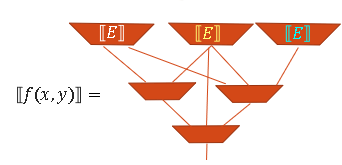 ⟦E⟧ ⟦E⟧ ⟦E⟧
⟦f(x,y)⟧ =